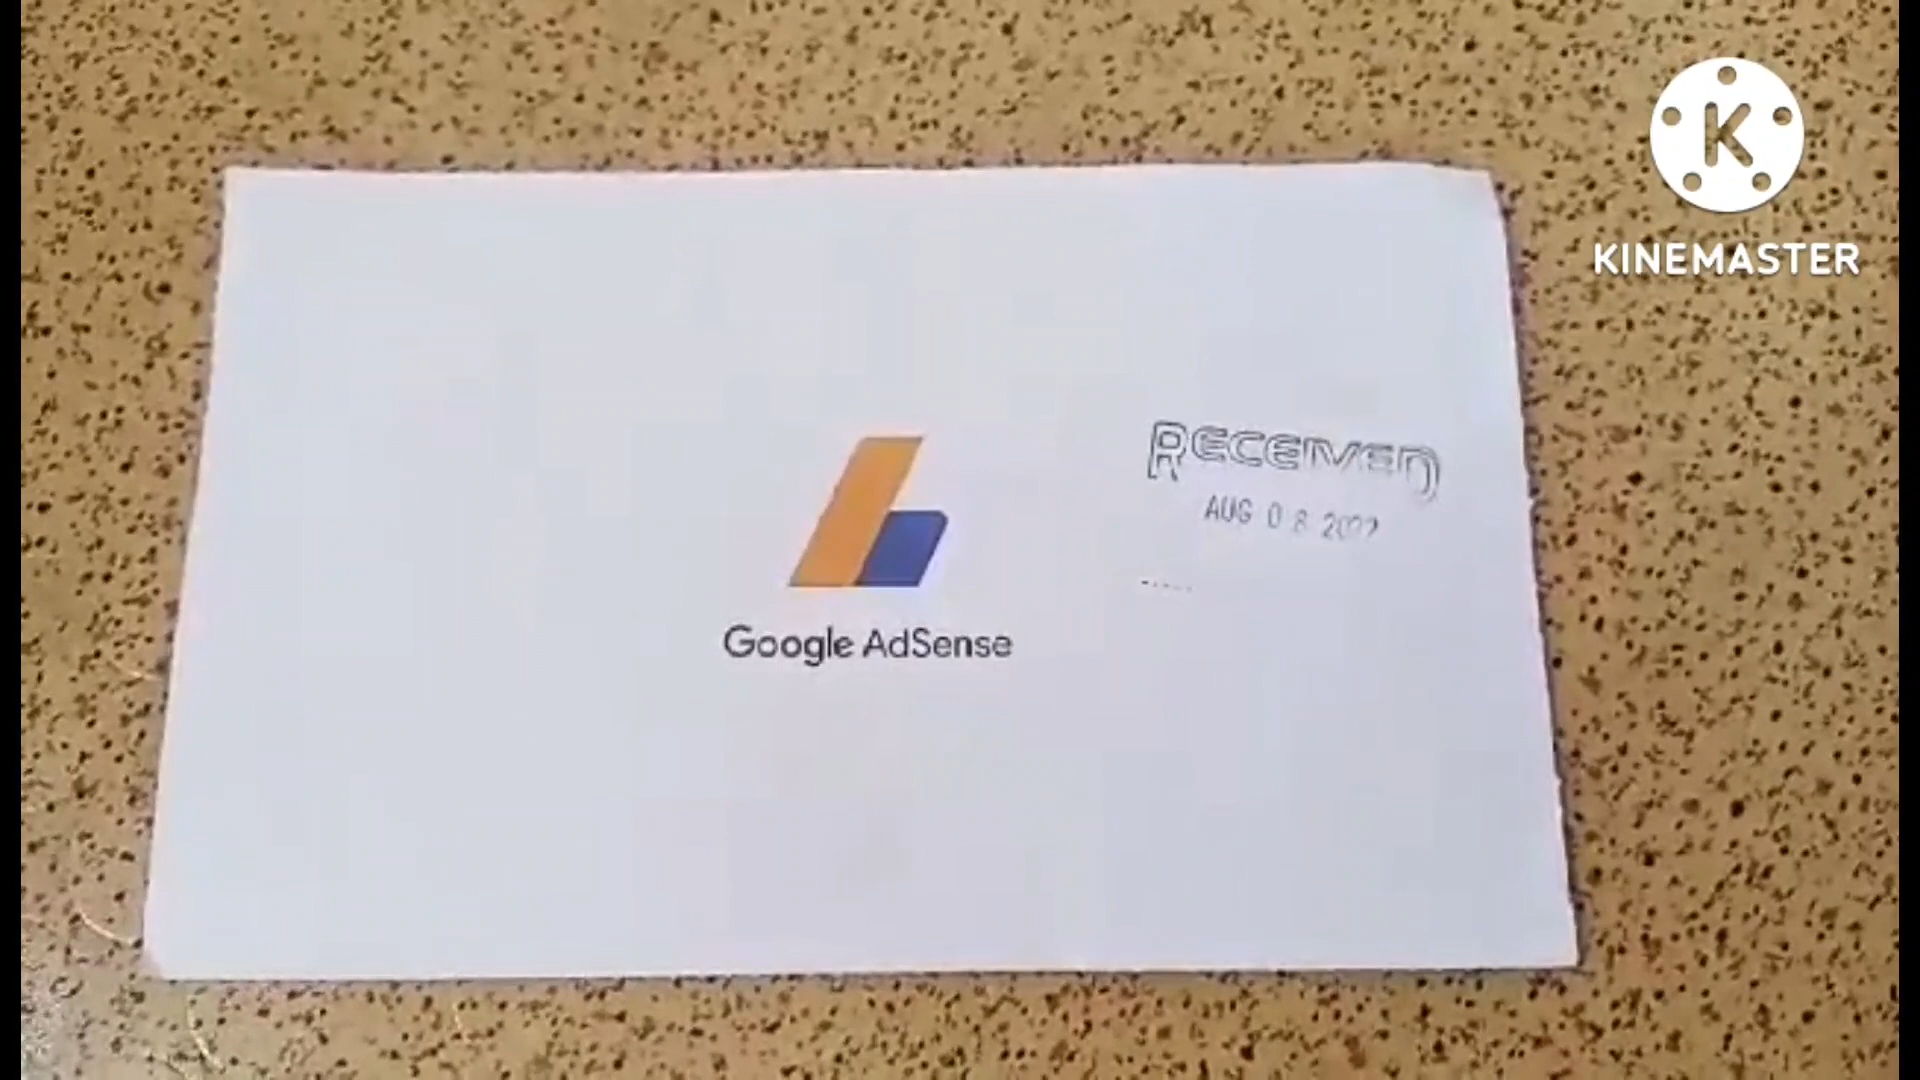 K
KINEMASTER
RECEIVED
AUG 08 2022
Google AdSense